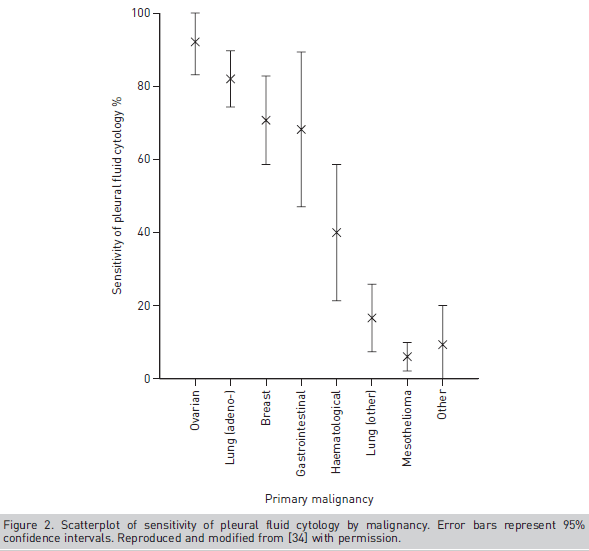 100
80
60
40
20
0
Sensitivity of pleural fluid cytology %
Ovarian
Lung (adeno-)
Breast
Gastrointestinal
Haematological
Lung (other)
Mesothelioma
Other
Primary malignancy
Figure 2. Scatterplot of sensitivity of pleural fluid cytology by malignancy. Error bars represent 95%
confidence intervals. Reproduced and modified from [34] with permission.